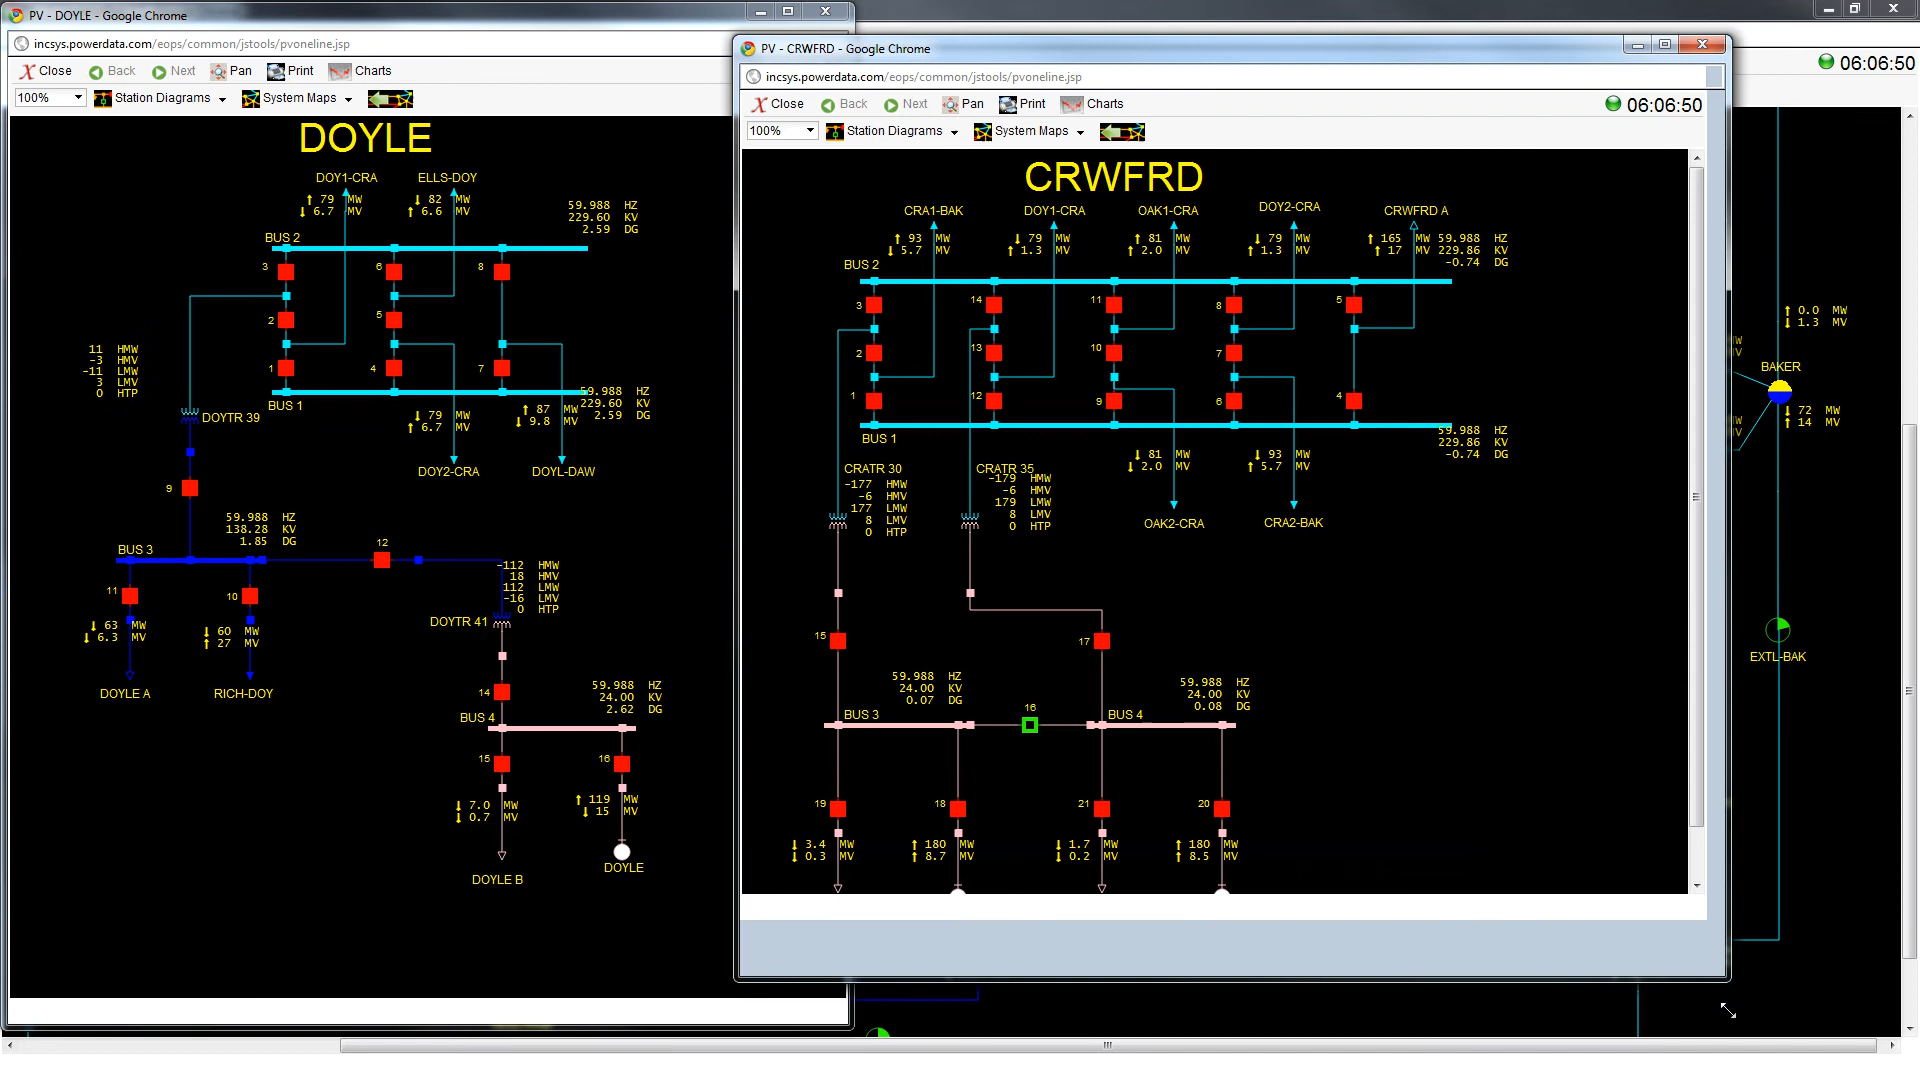 PV - DOYLE - Google Chrome
incsys.powerdata.com/eops/common/jstools/pvoneline.jsp
Close Back Next Pan Print Charts
100% Station Diagrams System Maps
DOYLE
DOY1-CRA ELLS-DOY
↑ 79 MW
↓ 6.7 MV
↓ 82 MW
↑ 6.6 MV
59.988 HZ
229.60 KV
2.59 DG
BUS 2
3 6 8
2 5
1 4 7
11 HMW
-3 HMV
-11 LMW
3 LMV
0 HTP
BUS 1
59.988 HZ
229.60 KV
2.59 DG
DOYTR 39
↓ 79 MW
↑ 6.7 MV
↑ 87 MW
↓ 9.8 MV
DOY2-CRA DOYL-DAW
9
59.988 HZ
138.28 KV
1.85 DG
BUS 3
12
-112 HMW
18 HMV
112 LMW
-16 LMV
0 HTP
11 10
↓ 63 MW
↓ 6.3 MV
↓ 60 MW
↑ 27 MV
DOYTR 41
DOYLE A RICH-DOY
14
59.988 HZ
24.00 KV
2.62 DG
BUS 4
15 16
↓ 7.0 MW
↓ 0.7 MV
↑ 119 MW
↓ 15 MV
DOYLE B
DOYLE
PV - CRWFRD - Google Chrome
incsys.powerdata.com/eops/common/jstools/pvoneline.jsp
Close Back Next Pan Print Charts 06:06:50
100% Station Diagrams System Maps
CRWFRD
CRA1-BAK DOY1-CRA OAK1-CRA DOY2-CRA CRWFRD A
↑ 93 MW
↓ 5.7 MV
↓ 79 MW
↑ 1.3 MV
↑ 81 MW
↑ 2.0 MV
↓ 79 MW
↑ 1.3 MV
↑ 165 MW
↑ 17 MV
59.988 HZ
229.86 KV
-0.74 DG
BUS 2
3 14 11 8 5
2 13 10 7
1 12 9 6 4
BUS 1
59.988 HZ
229.86 KV
-0.74 DG
↓ 81 MW
↓ 2.0 MV
↑ 93 MW
↓ 5.7 MV
CRATR 30
-177 HMW
-6 HMV
177 LMW
8 LMV
0 HTP
CRATR 35
-179 HMW
-6 HMV
179 LMW
8 LMV
0 HTP
OAK2-CRA CRA2-BAK
15 17
59.988 HZ
24.00 KV
0.07 DG
59.988 HZ
24.00 KV
0.08 DG
BUS 3 16 BUS 4
19 18 21 20
↓ 3.4 MW
↓ 0.3 MV
↑ 180 MW
↑ 8.7 MV
↓ 1.7 MW
↓ 0.2 MV
↑ 180 MW
↑ 8.5 MV
06:06:50
↑ 0.0 MW
↓ 1.3 MV
BAKER
↓ 72 MW
↑ 14 MV
EXTL-BAK